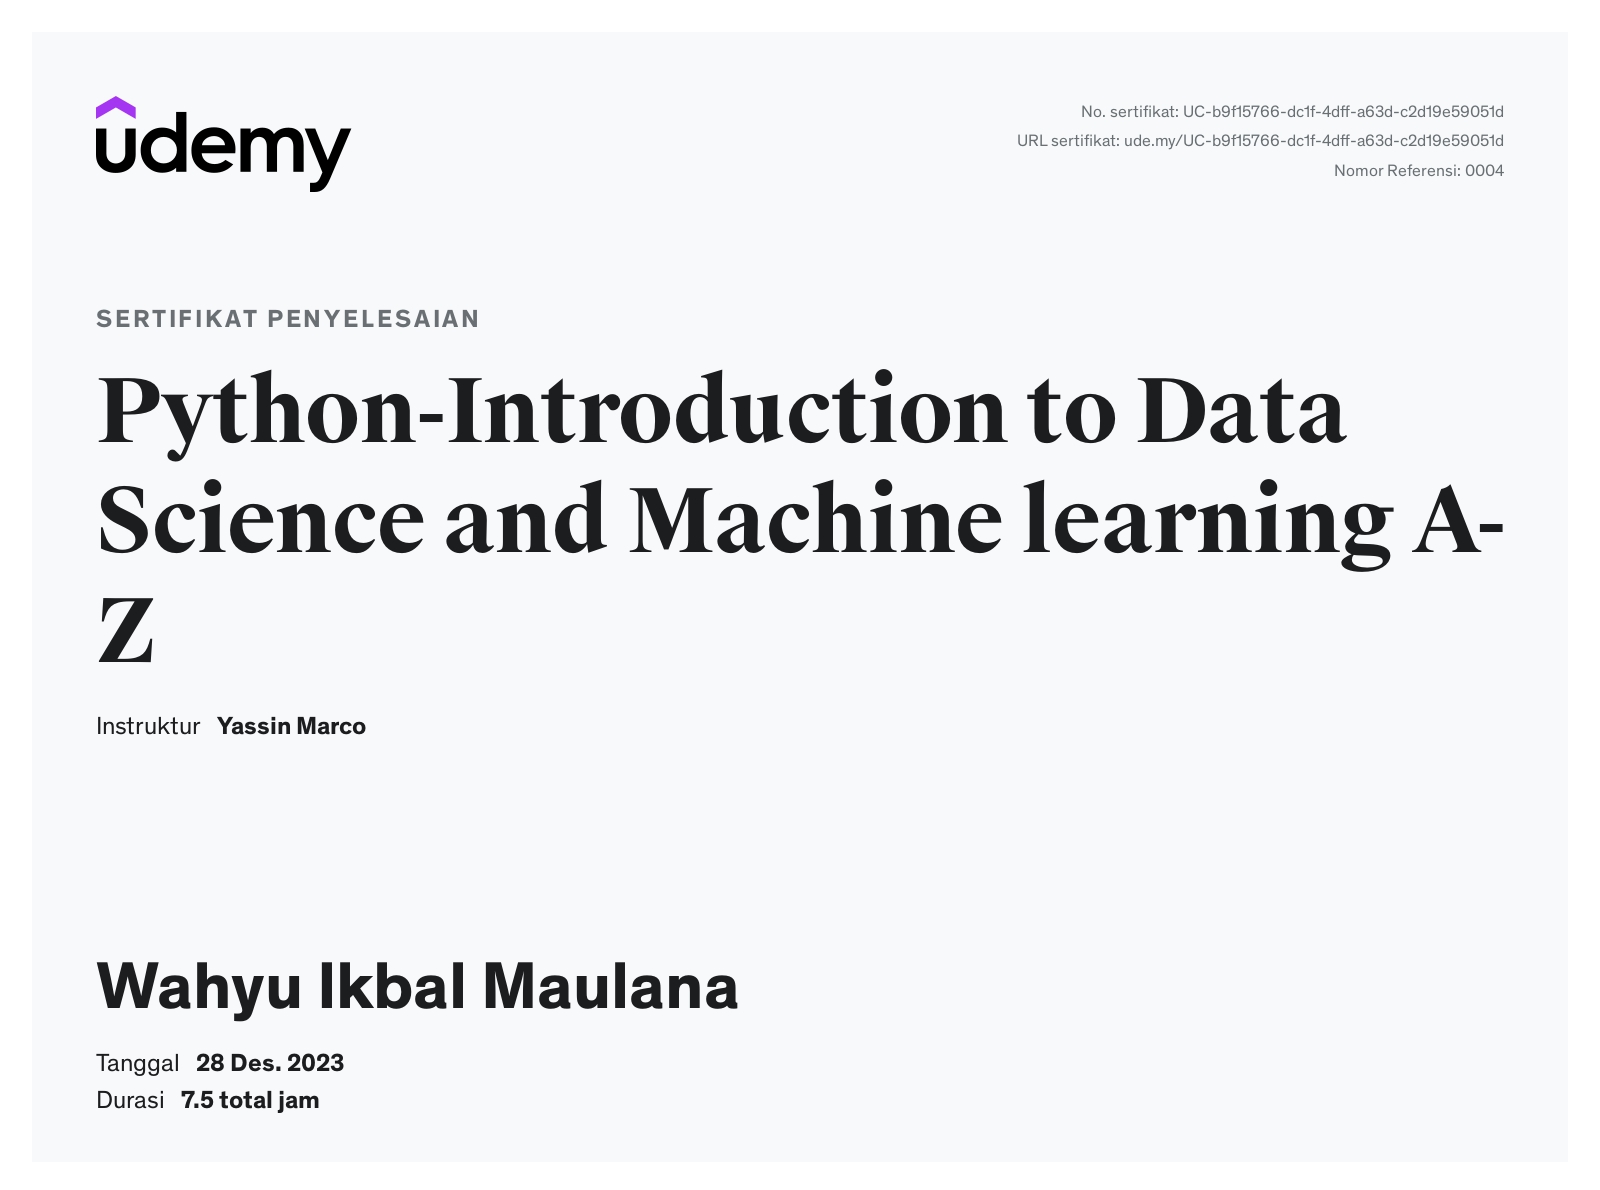 udemy
No. sertifikat: UC-b9f15766-dc1f-4dff-a63d-c2d19e59051d
URL sertifikat: ude.my/UC-b9f15766-dc1f-4dff-a63d-c2d19e59051d
Nomor Referensi: 0004
SERTIFIKAT PENYELESAIAN
Python-Introduction to Data
Science and Machine learning A-
Z
Instruktur Yassin Marco
Wahyu Ikbal Maulana
Tanggal 28 Des. 2023
Durasi 7.5 total jam